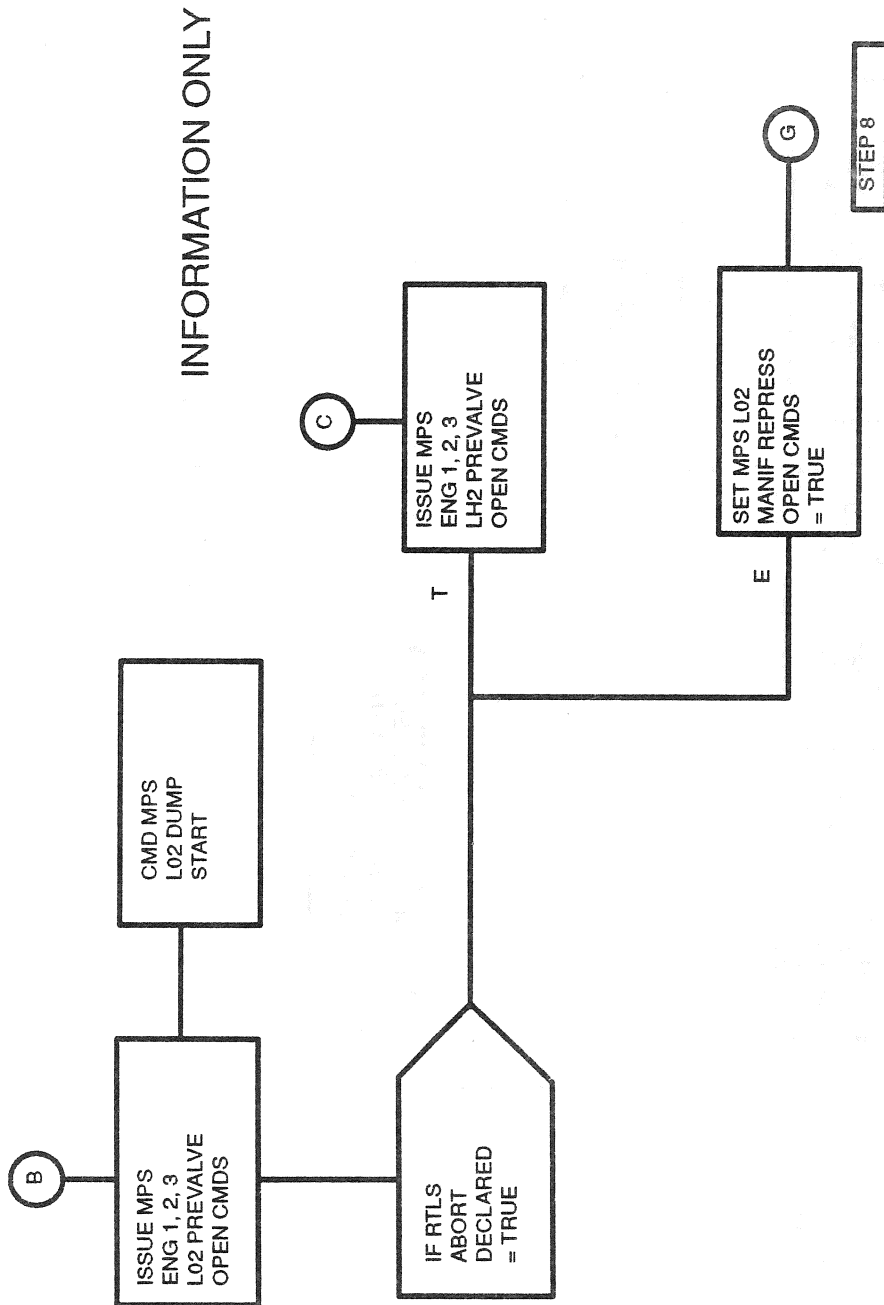 INFORMATION ONLY
B
ISSUE MPS
ENG 1, 2, 3
L02 PREVALVE
OPEN CMDS
CMD MPS
L02 DUMP
START
IF RTLS
ABORT
DECLARED
= TRUE
T
C
ISSUE MPS
ENG 1, 2, 3
LH2 PREVALVE
OPEN CMDS
E
SET MPS L02
MANIF REPRESS
OPEN CMDS
= TRUE
G
STEP 8